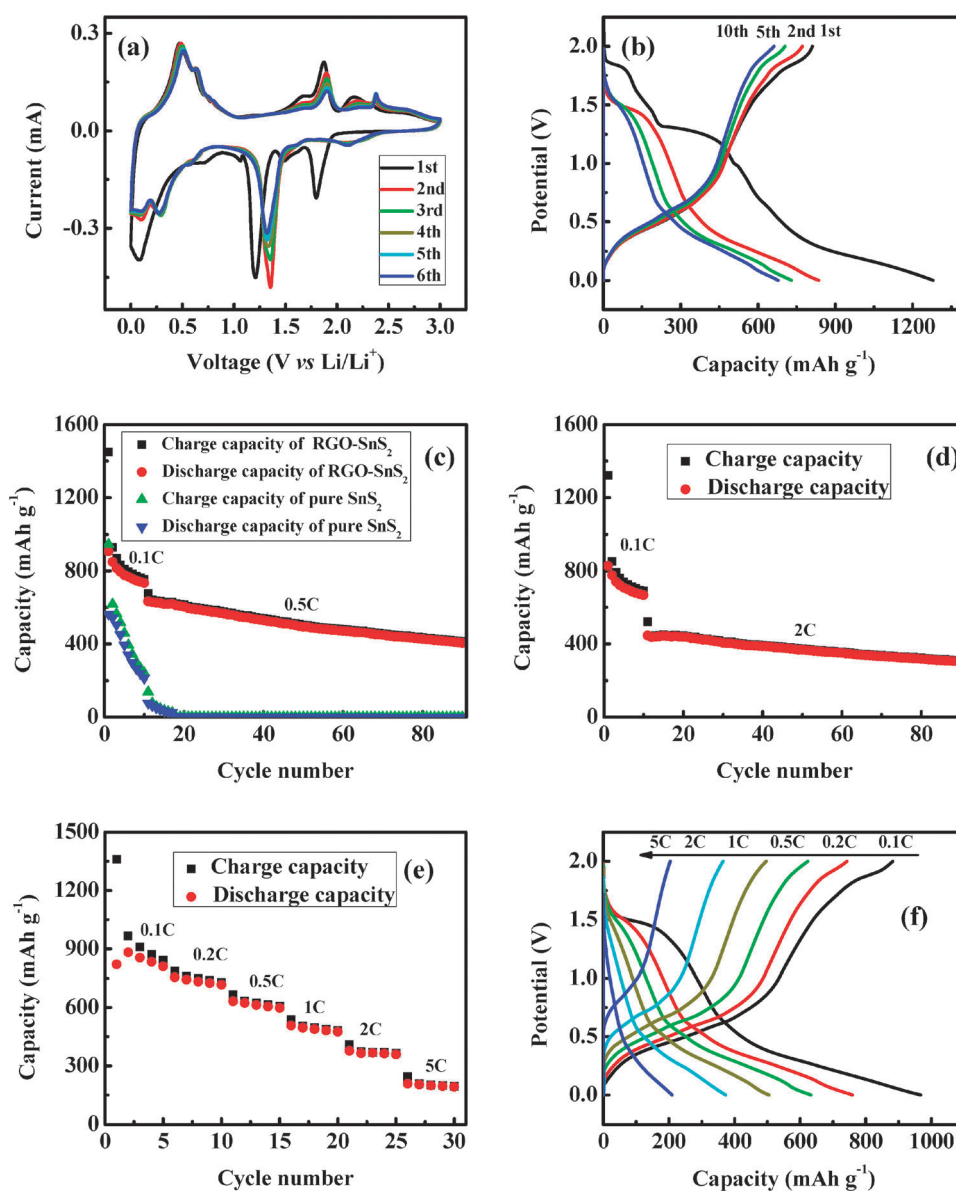 (a)
0.3
0.0
-0.3
Current (mA)
1st
2nd
3rd
4th
5th
6th
0.0 0.5 1.0 1.5 2.0 2.5 3.0
Voltage (V vs Li/Li⁺)
(b)
10th 5th 2nd 1st
2.0
1.5
1.0
0.5
0.0
Potential (V)
0 300 600 900 1200
Capacity (mAh g⁻¹)
(c)
Charge capacity of RGO-SnS₂
Discharge capacity of RGO-SnS₂
Charge capacity of pure SnS₂
Discharge capacity of pure SnS₂
0.1C
0.5C
1600
1200
800
400
0
Capacity (mAh g⁻¹)
0 20 40 60 80
Cycle number
(d)
Charge capacity
Discharge capacity
0.1C
2C
1600
1200
800
400
0
Capacity (mAh g⁻¹)
0 20 40 60 80
Cycle number
(e)
Charge capacity
Discharge capacity
0.1C
0.2C
0.5C
1C
2C
5C
1500
1200
900
600
300
0
Capacity (mAh g⁻¹)
0 5 10 15 20 25 30
Cycle number
5C 2C 1C 0.5C 0.2C 0.1C
(f)
2.0
1.5
1.0
0.5
0.0
Potential (V)
0 200 400 600 800 1000
Capacity (mAh g⁻¹)